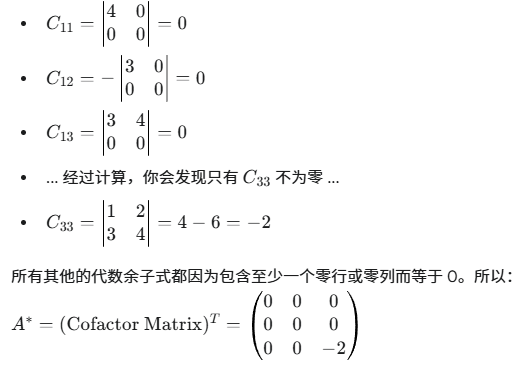 • $C_{11} = \begin{vmatrix} 4 & 0 \\ 0 & 0 \end{vmatrix} = 0$
• $C_{12} = -\begin{vmatrix} 3 & 0 \\ 0 & 0 \end{vmatrix} = 0$
• $C_{13} = \begin{vmatrix} 3 & 4 \\ 0 & 0 \end{vmatrix} = 0$
• ... 经过计算，你会发现只有 $C_{33}$ 不为零 ...
• $C_{33} = \begin{vmatrix} 1 & 2 \\ 3 & 4 \end{vmatrix} = 4 - 6 = -2$
所有其他的代数余子式都因为包含至少一个零行或零列而等于 0。所以：
$A^* = (\text{Cofactor Matrix})^T = \begin{pmatrix} 0 & 0 & 0 \\ 0 & 0 & 0 \\ 0 & 0 & -2 \end{pmatrix}$